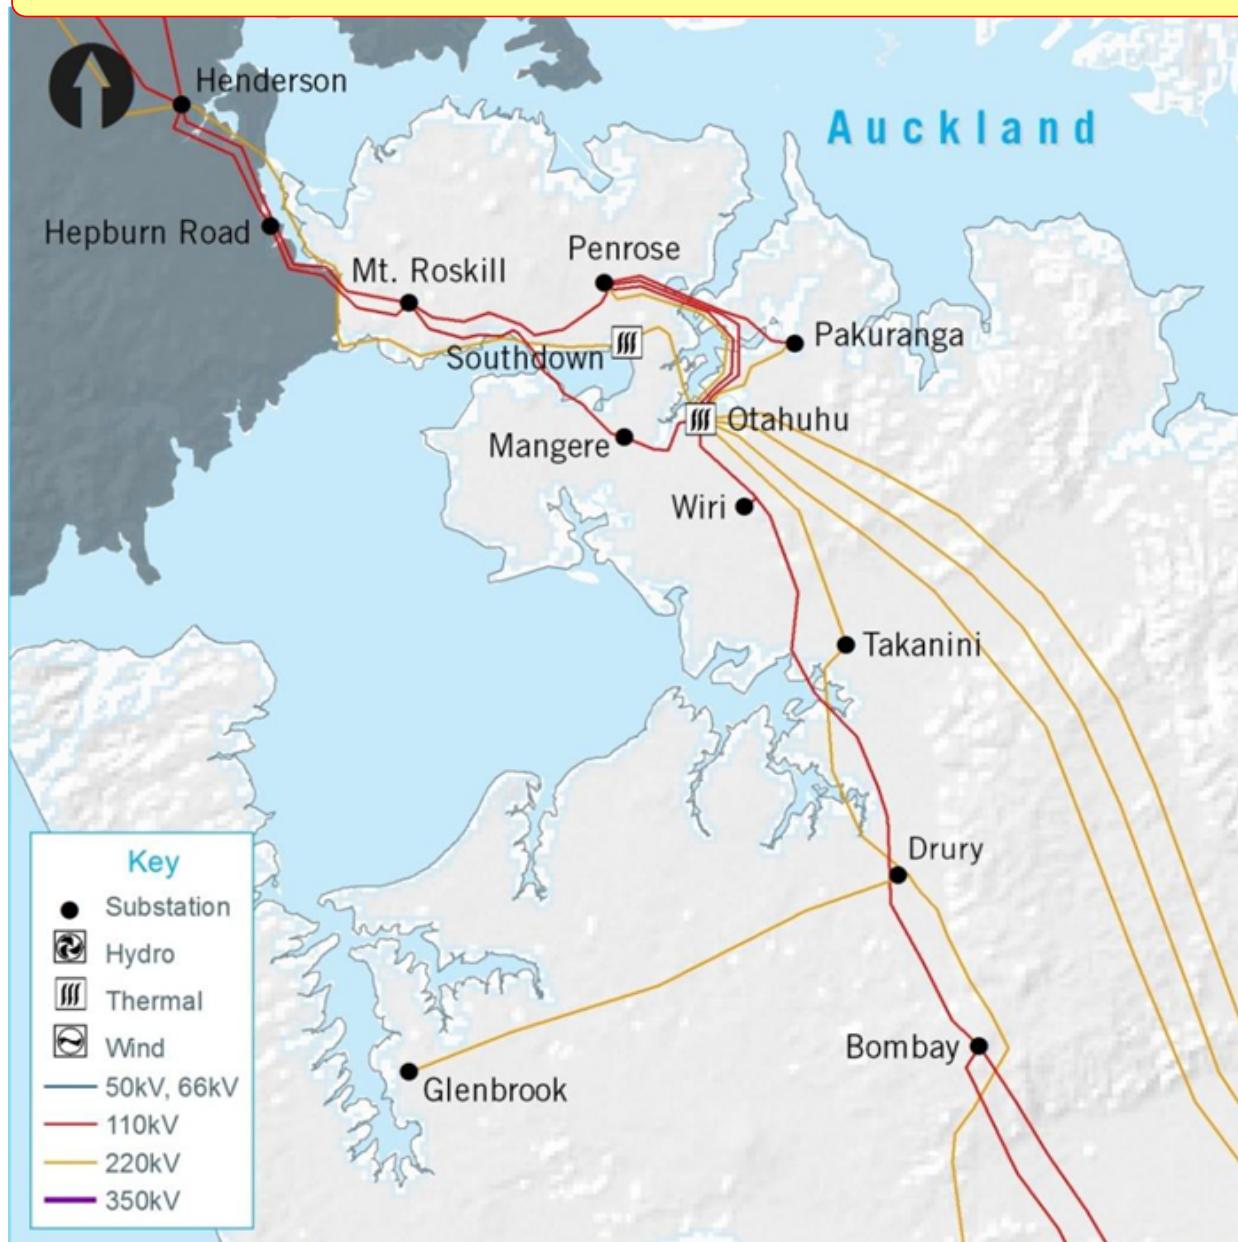 Henderson
Auckland
Hepburn Road
Penrose
Mt. Roskill
Pakuranga
Southdown
Otahuhu
Mangere
Wiri
Takanini
Drury
Bombay
Glenbrook
Key
Substation
Hydro
Thermal
Wind
50kV, 66kV
110kV
220kV
350kV